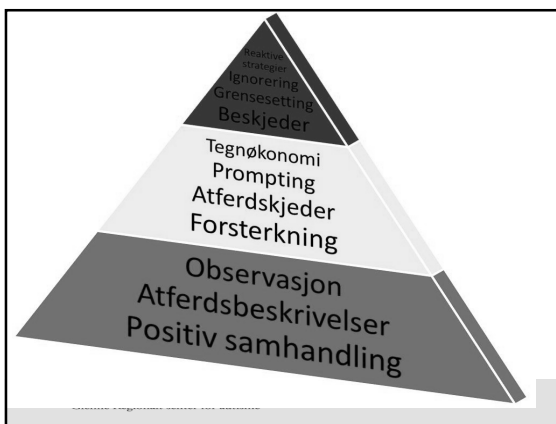 Reaktive
strategier
Ignorering
Grensesetting
Beskjeder
Tegnøkonomi
Prompting
Atferdskjeder
Forsterkning
Observasjon
Atferdsbeskrivelser
Positiv samhandling